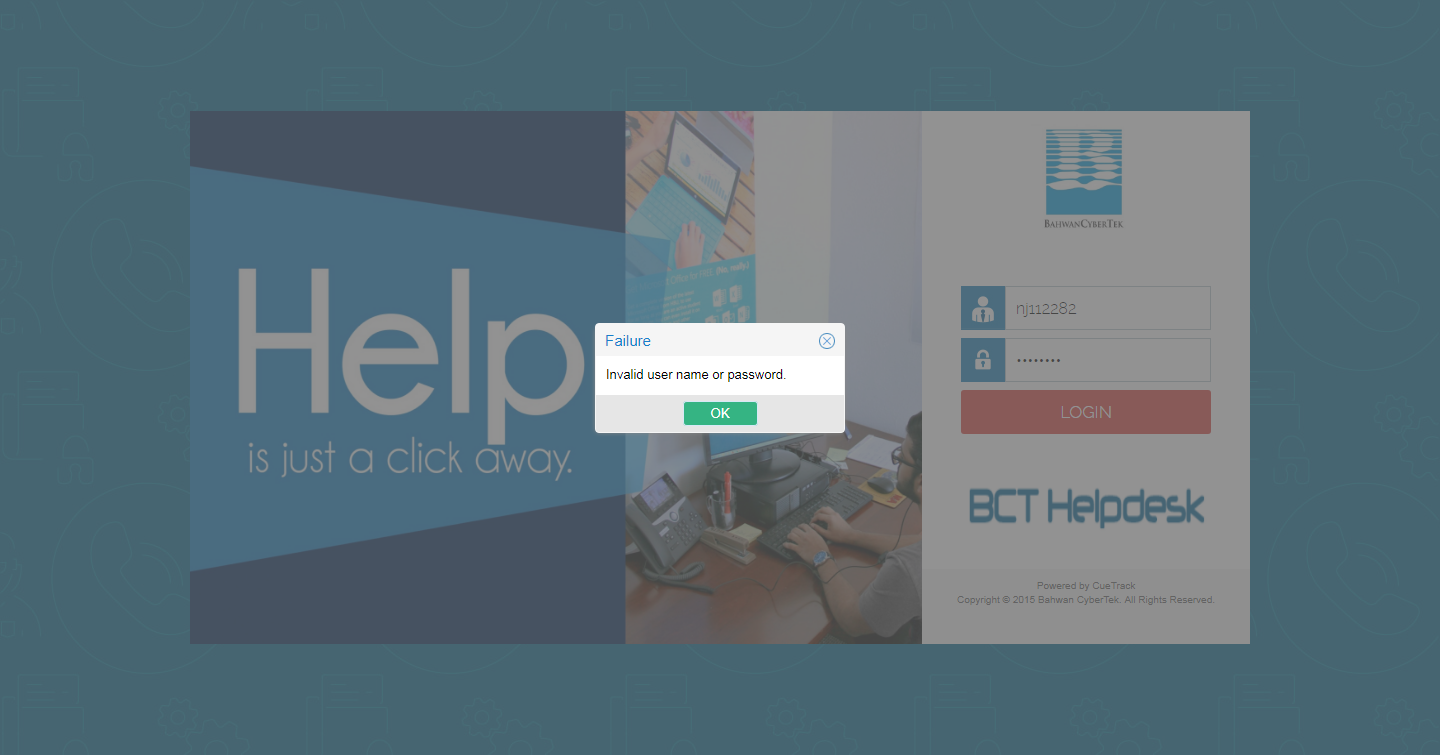 Help
is just a click away.
BAHWANCYBERTEK
nj112282
••••••••
LOGIN
BCT Helpdesk
Powered by CueTrack
Copyright © 2015 Bahwan CyberTek. All Rights Reserved.
Failure
Invalid user name or password.
OK